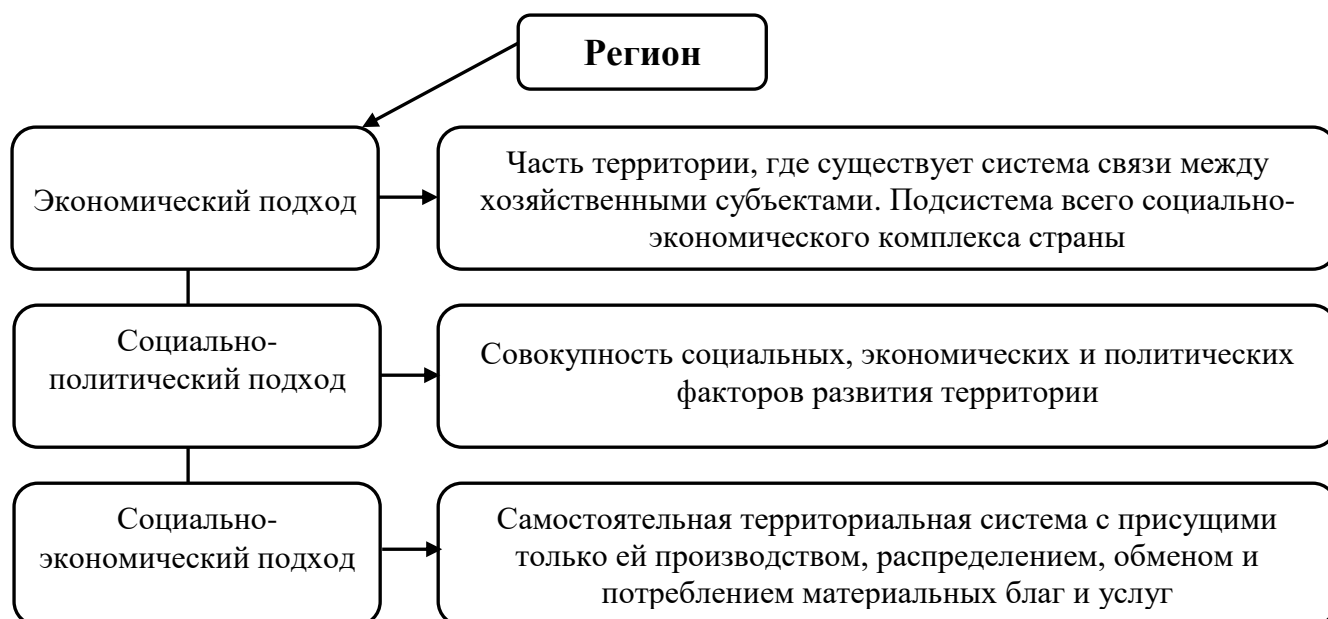 Регион
Экономический подход
Часть территории, где существует система связи между
хозяйственными субъектами. Подсистема всего социально-
экономического комплекса страны
Социально-
политический подход
Совокупность социальных, экономических и политических
факторов развития территории
Социально-
экономический подход
Самостоятельная территориальная система с присущими
только ей производством, распределением, обменом и
потреблением материальных благ и услуг